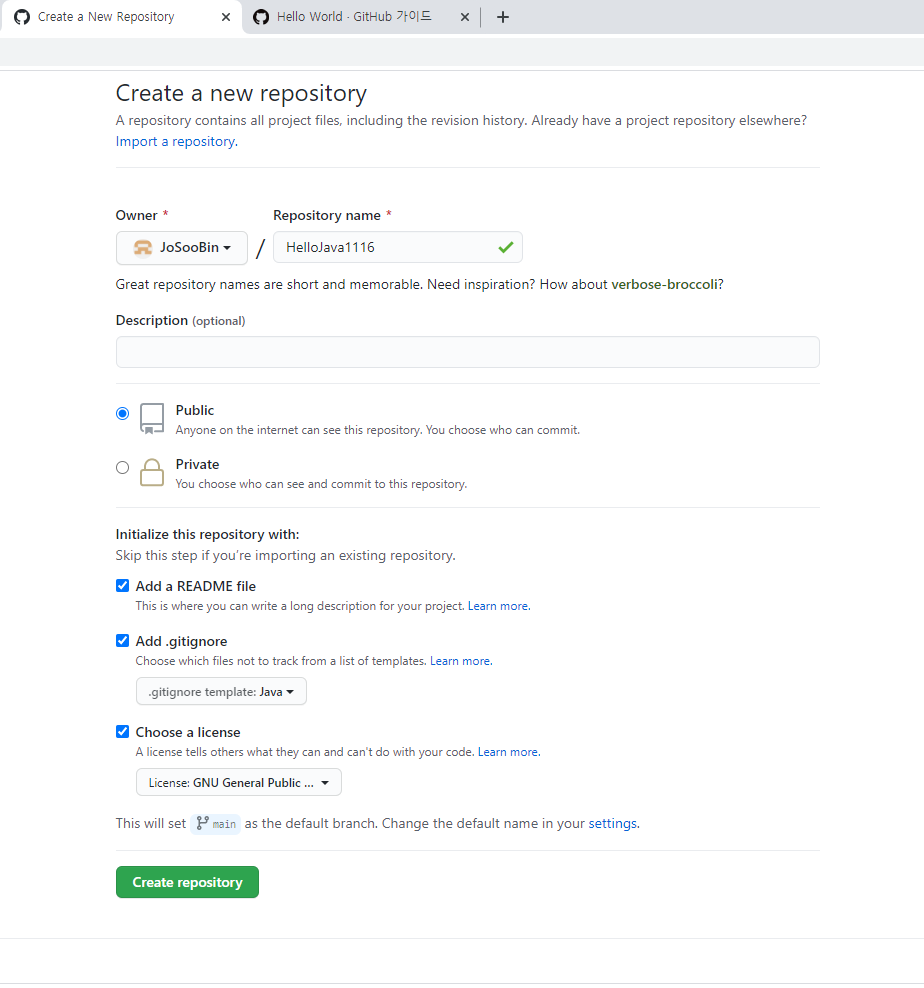 Create a New Repository
Hello World · GitHub 가이드
Create a new repository
A repository contains all project files, including the revision history. Already have a project repository elsewhere?
Import a repository.
Owner * Repository name *
JoSooBin / HelloJava1116
Great repository names are short and memorable. Need inspiration? How about verbose-broccoli?
Description (optional)
Public
Anyone on the internet can see this repository. You choose who can commit.
Private
You choose who can see and commit to this repository.
Initialize this repository with:
Skip this step if you're importing an existing repository.
Add a README file
This is where you can write a long description for your project. Learn more.
Add .gitignore
Choose which files not to track from a list of templates. Learn more.
.gitignore template: Java
Choose a license
A license tells others what they can and can't do with your code. Learn more.
License: GNU General Public ...
This will set main as the default branch. Change the default name in your settings.
Create repository